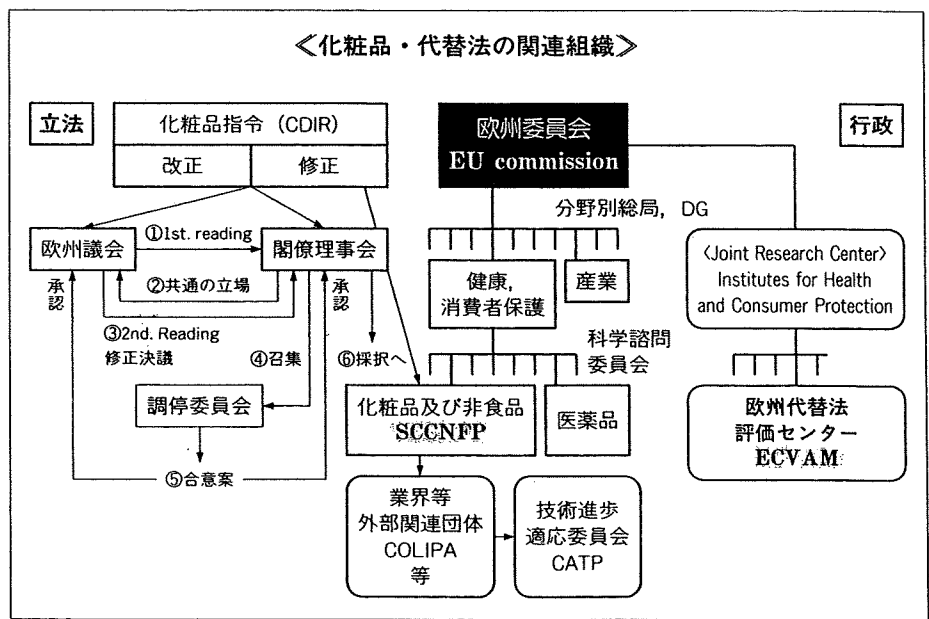 ≪化粧品・代替法の関連組織≫
立法
化粧品指令（CDIR）
改正
修正
欧州委員会
EU commission
行政
分野別総局，DG
欧州議会
①1st. reading
閣僚理事会
承認
②共通の立場
承認
③2nd. Reading
修正決議
④召集
⑥採択へ
調停委員会
⑤合意案
健康，
消費者保護
産業
科学諮問
委員会
化粧品及び非食品
SCCNFP
医薬品
業界等
外部関連団体
COLIPA
等
技術進歩
適応委員会
CATP
〈Joint Research Center〉
Institutes for Health
and Consumer Protection
欧州代替法
評価センター
ECVAM